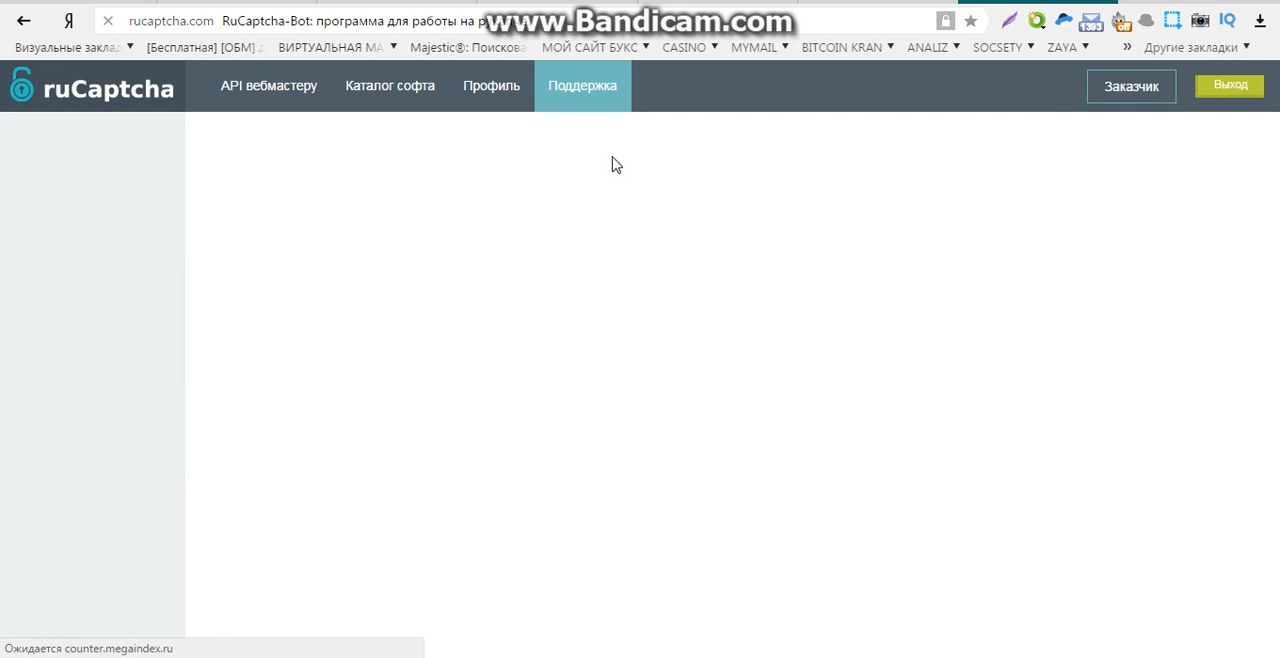 rucaptcha.com RuCaptcha-Bot: программа для работы на
www.Bandicam.com
1393
GIF
IQ
Визуальные заклад [Бесплатная] [ОБМ] ВИРТУАЛЬНАЯ МА Majestic®: Поискова МОЙ САЙТ БУКС CASINO MYMAIL BITCOIN KRAN ANALIZ SOCSETY ZAYA » Другие закладки
ruCaptcha API вебмастеру Каталог софта Профиль Поддержка Заказчик Выход
Ожидается counter.megaindex.ru